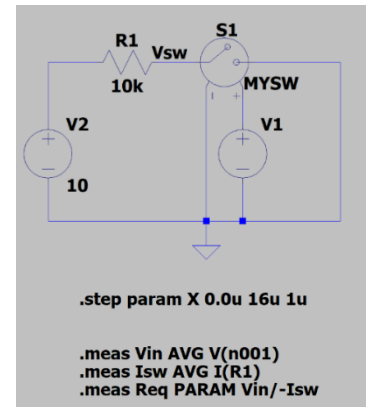 S1
R1
Vsw
10k
MYSW
V2
V1
10
.step param X 0.0u 16u 1u
.meas Vin AVG V(n001)
.meas Isw AVG I(R1)
.meas Req PARAM Vin/-Isw